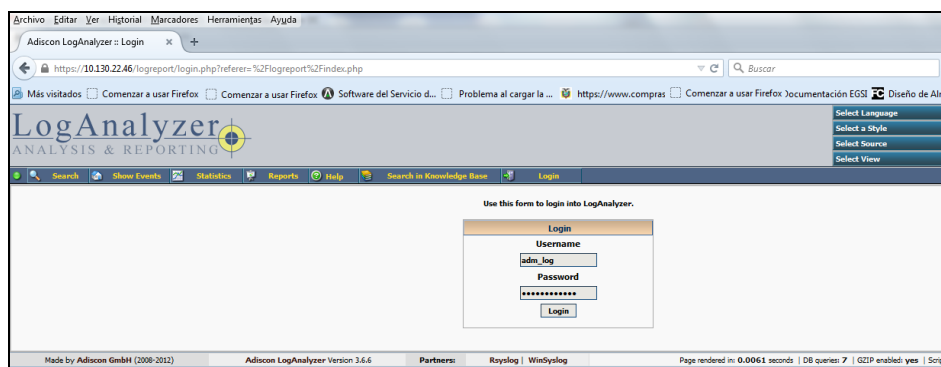 Archivo Editar Ver Historial Marcadores Herramientas Ayuda
Adiscon LogAnalyzer :: Login × +
https://10.130.22.46/logreport/login.php?referer=%2Flogreport%2Findex.php Buscar
Más visitados Comenzar a usar Firefox Comenzar a usar Firefox Software del Servicio d... Problema al cargar la ... https://www.compras Comenzar a usar Firefox Documentación EGSI Diseño de
LogAnalyzer
ANALYSIS & REPORTING
Select Language
Select a Style
Select Source
Select View
Search Show Events Statistics Reports Help Search in Knowledge Base Login
Use this form to login into LogAnalyzer.
Login
Username
adm_log
Password
••••••••••••
Login
Made by Adiscon GmbH (2008-2012) Adiscon LogAnalyzer Version 3.6.6 Partners: Rsyslog | WinSyslog Page rendered in: 0.0061 seconds | DB queries: 7 | GZIP enabled: yes |